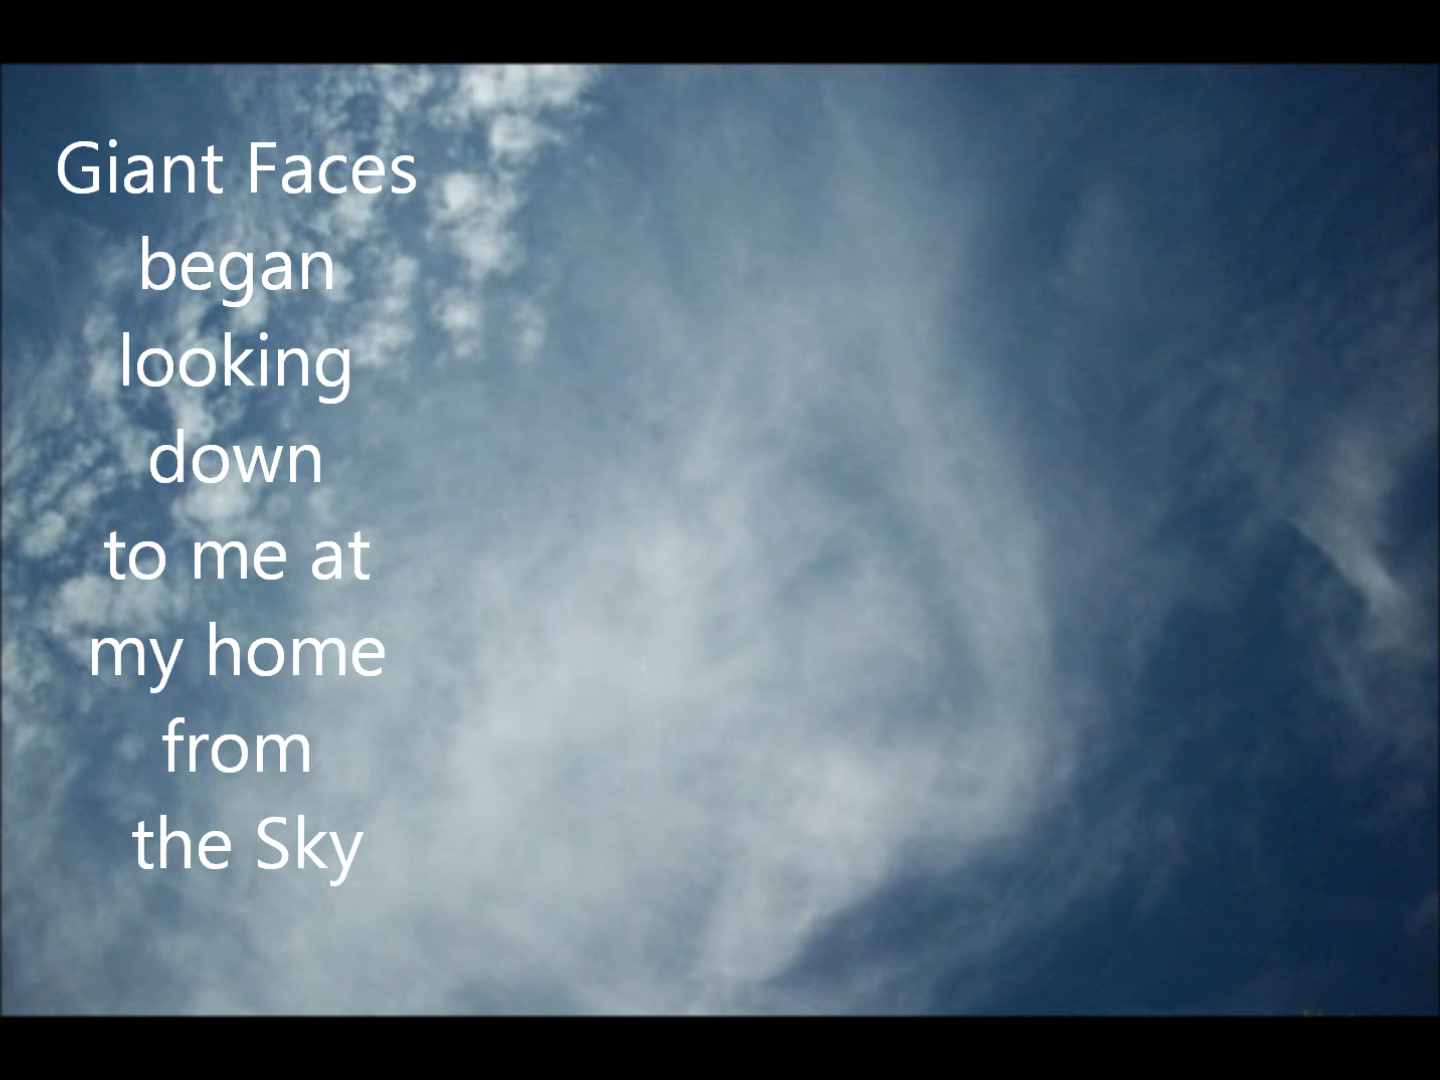 Giant Faces
began
looking
down
to me at
my home
from
the Sky